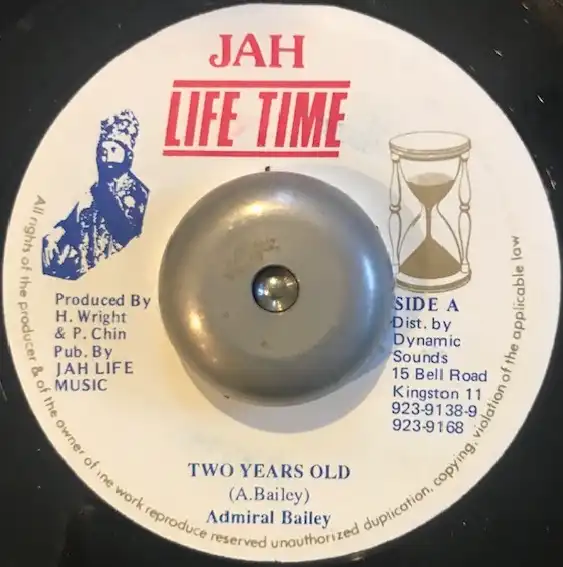 JAH
LIFE TIME
Produced By
H. Wright
& P. Chin
Pub. By
JAH LIFE
MUSIC
SIDE A
Dist. by
Dynamic
Sounds
15 Bell Road
Kingston 11
923-9138-9
923-9168
TWO YEARS OLD
(A.Bailey)
Admiral Bailey
All rights of the producer & of the owner of ine work reproduce reserved unauthorized duplication, copying, violation of the applicable law